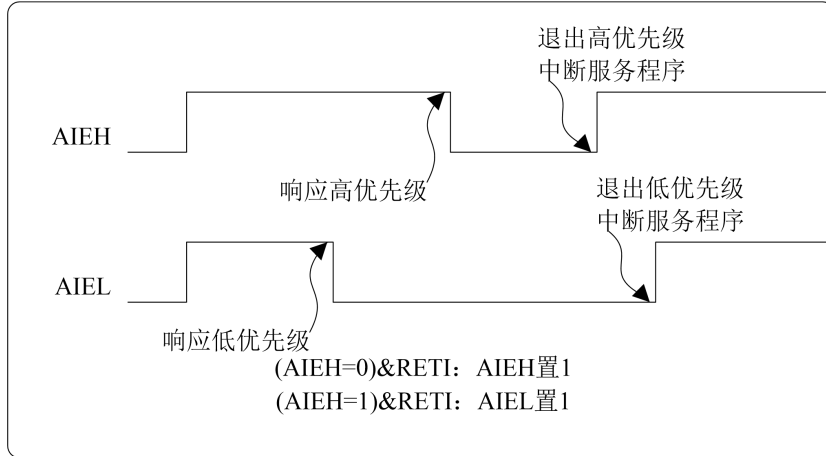 退出高优先级
中断服务程序
AIEH
响应高优先级
退出低优先级
中断服务程序
AIEL
响应低优先级
(AIEH=0)&RETI：AIEH置1
(AIEH=1)&RETI：AIEL置1